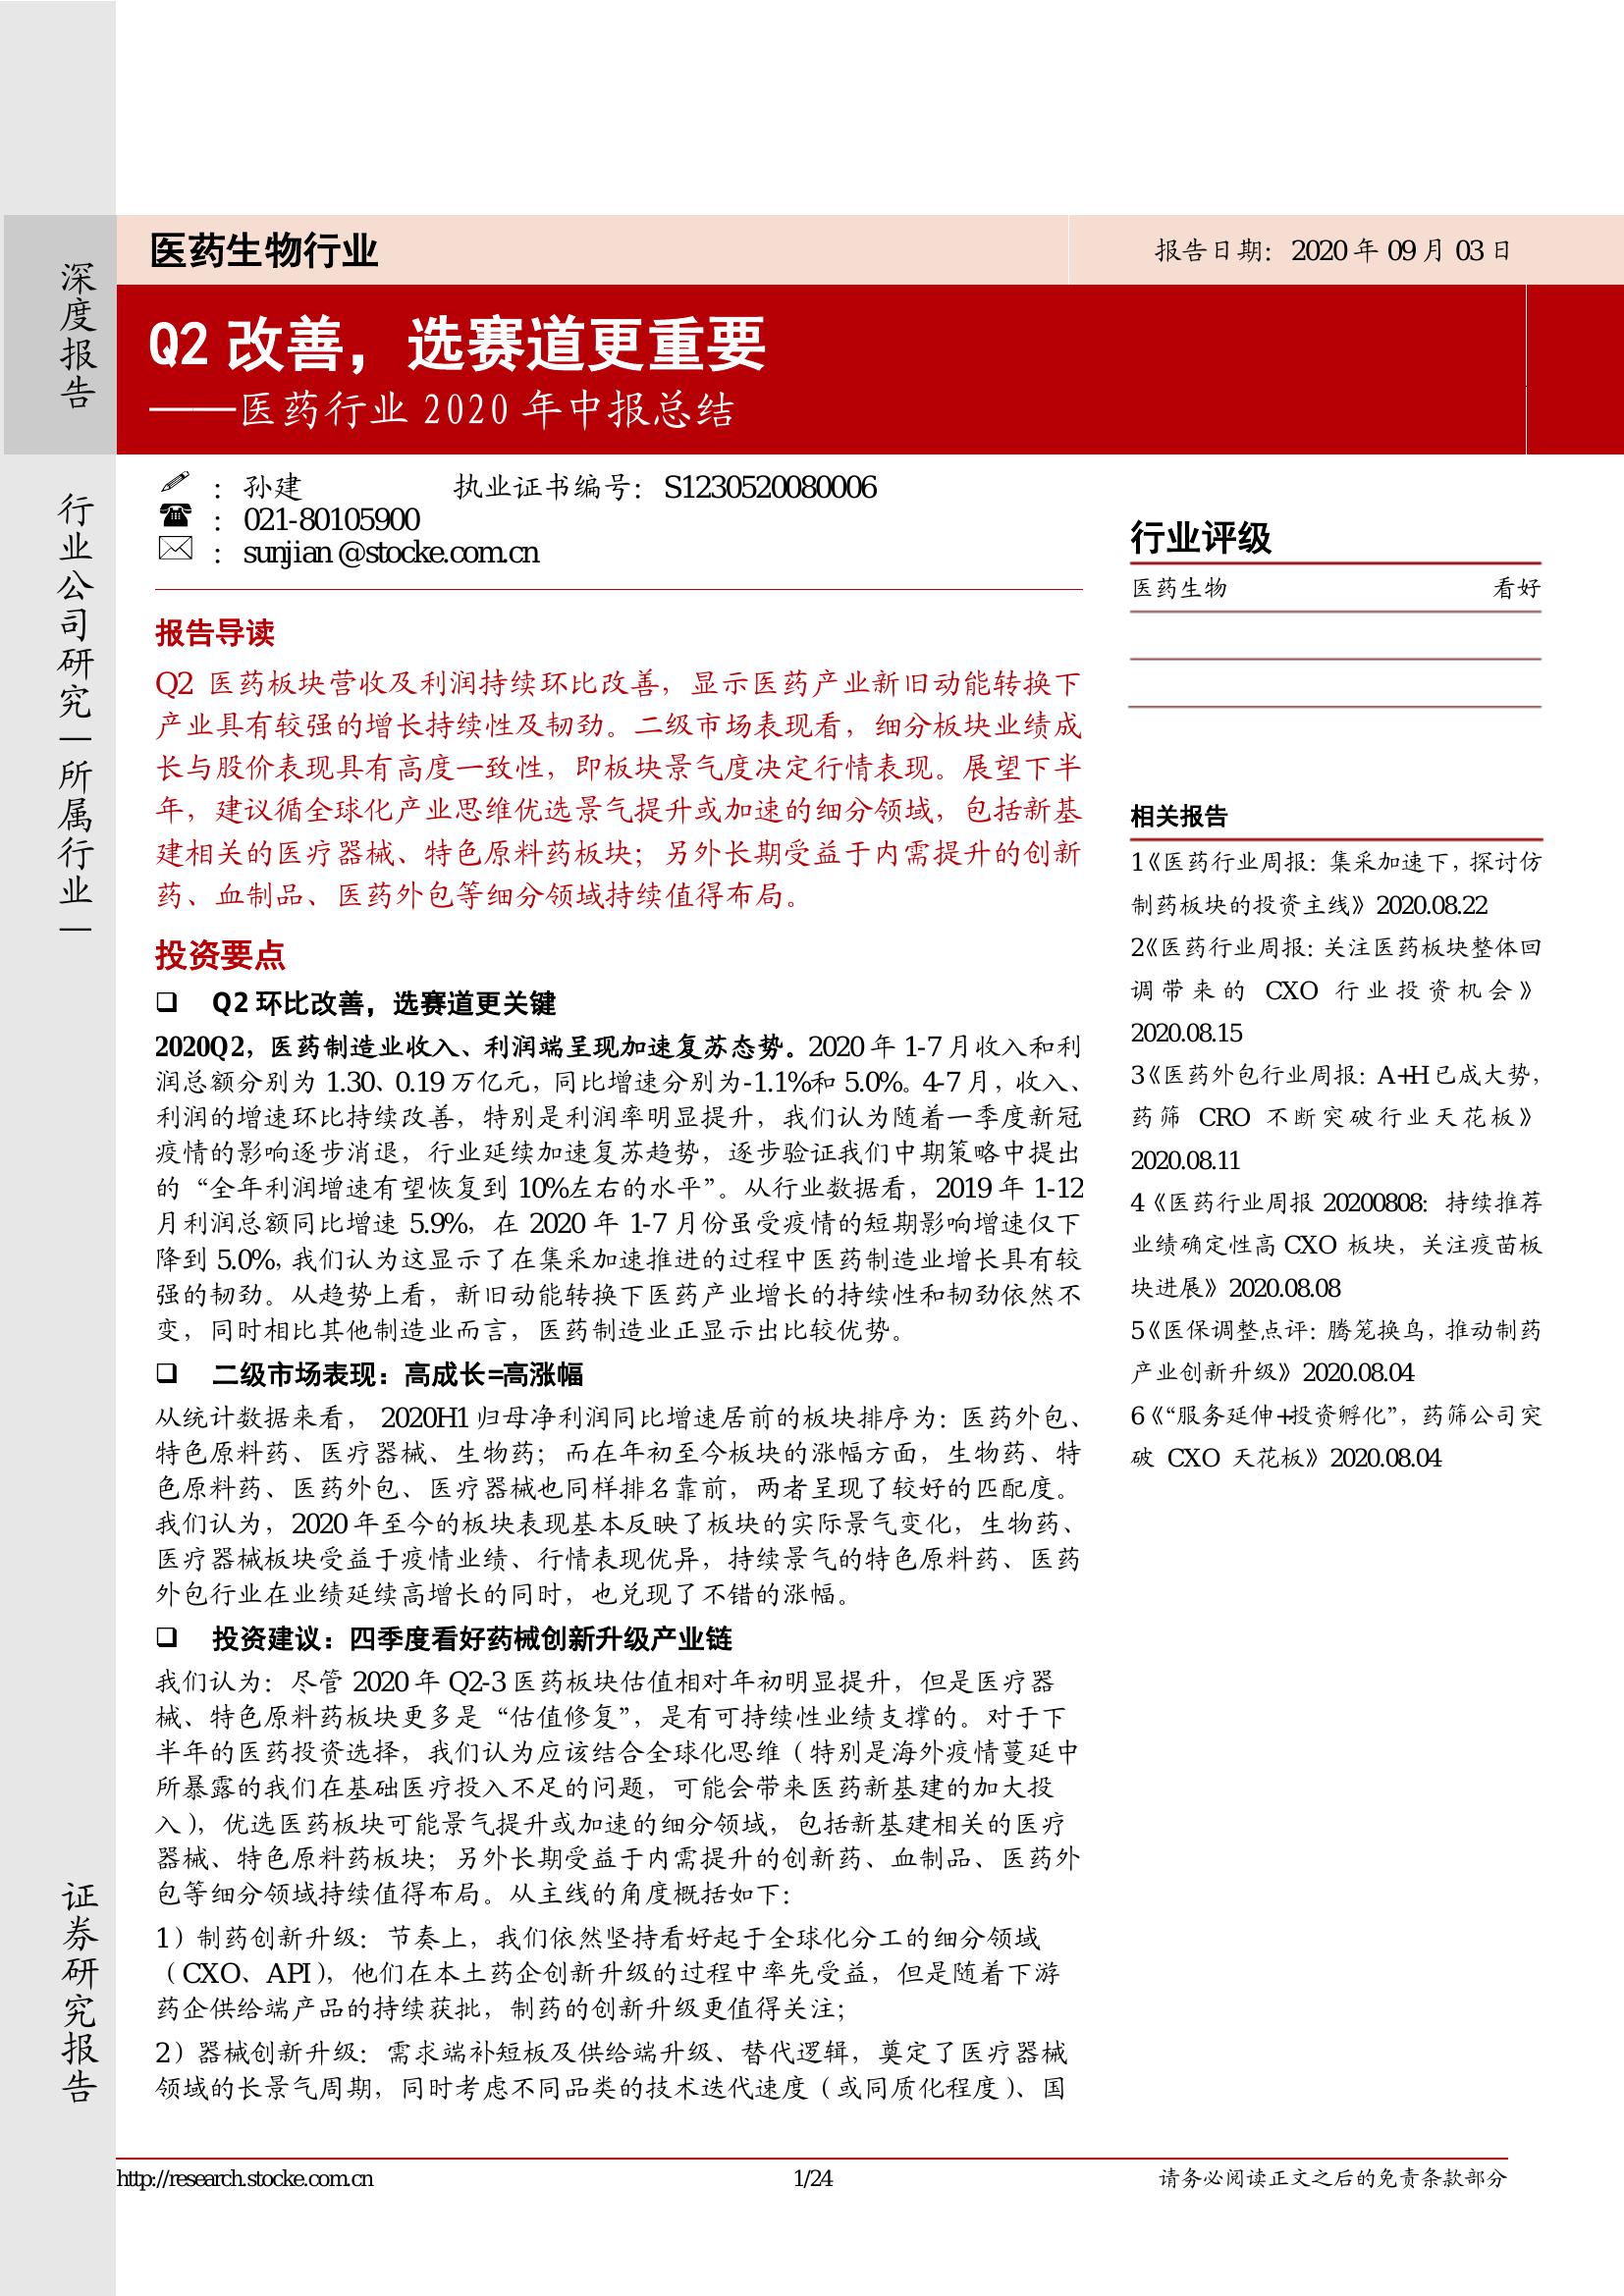 深度报告
行业公司研究｜所属行业｜
证券研究报告
医药生物行业
报告日期：2020 年 09 月 03 日
Q2 改善，选赛道更重要
——医药行业 2020 年中报总结
：孙建 执业证书编号：S1230520080006
：021-80105900
：sunjian @stocke.com.cn
报告导读
Q2 医药板块营收及利润持续环比改善，显示医药产业新旧动能转换下
产业具有较强的增长持续性及韧劲。二级市场表现看，细分板块业绩成
长与股价表现具有高度一致性，即板块景气度决定行情表现。展望下半
年，建议循全球化产业思维优选景气提升或加速的细分领域，包括新基
建相关的医疗器械、特色原料药板块；另外长期受益于内需提升的创新
药、血制品、医药外包等细分领域持续值得布局。
投资要点
❑ Q2 环比改善，选赛道更关键
2020Q2，医药制造业收入、利润端呈现加速复苏态势。2020 年 1-7 月收入和利
润总额分别为 1.30、0.19 万亿元，同比增速分别为-1.1%和 5.0%。4-7 月，收入、
利润的增速环比持续改善，特别是利润率明显提升，我们认为随着一季度新冠
疫情的影响逐步消退，行业延续加速复苏趋势，逐步验证我们中期策略中提出
的“全年利润增速有望恢复到 10%左右的水平”。从行业数据看，2019 年 1-12
月利润总额同比增速 5.9%，在 2020 年 1-7 月份虽受疫情的短期影响增速仅下
降到 5.0%，我们认为这显示了在集采加速推进的过程中医药制造业增长具有较
强的韧劲。从趋势上看，新旧动能转换下医药产业增长的持续性和韧劲依然不
变，同时相比其他制造业而言，医药制造业正显示出比较优势。
❑ 二级市场表现：高成长=高涨幅
从统计数据来看， 2020H1 归母净利润同比增速居前的板块排序为：医药外包、
特色原料药、医疗器械、生物药；而在年初至今板块的涨幅方面，生物药、特
色原料药、医药外包、医疗器械也同样排名靠前，两者呈现了较好的匹配度。
我们认为，2020 年至今的板块表现基本反映了板块的实际景气变化，生物药、
医疗器械板块受益于疫情业绩、行情表现优异，持续景气的特色原料药、医药
外包行业在业绩延续高增长的同时，也兑现了不错的涨幅。
❑ 投资建议：四季度看好药械创新升级产业链
我们认为：尽管 2020 年 Q2-3 医药板块估值相对年初明显提升，但是医疗器
械、特色原料药板块更多是“估值修复”，是有可持续性业绩支撑的。对于下
半年的医药投资选择，我们认为应该结合全球化思维（特别是海外疫情蔓延中
所暴露的我们在基础医疗投入不足的问题，可能会带来医药新基建的加大投
入），优选医药板块可能景气提升或加速的细分领域，包括新基建相关的医疗
器械、特色原料药板块；另外长期受益于内需提升的创新药、血制品、医药外
包等细分领域持续值得布局。从主线的角度概括如下：
1）制药创新升级：节奏上，我们依然坚持看好起于全球化分工的细分领域
（CXO、API），他们在本土药企创新升级的过程中率先受益，但是随着下游
药企供给端产品的持续获批，制药的创新升级更值得关注；
2）器械创新升级：需求端补短板及供给端升级、替代逻辑，奠定了医疗器械
领域的长景气周期，同时考虑不同品类的技术迭代速度（或同质化程度）、国
行业评级
医药生物 看好
相关报告
1《医药行业周报：集采加速下，探讨仿
制药板块的投资主线》2020.08.22
2《医药行业周报：关注医药板块整体回
调带来的 CXO 行业投资机会》
2020.08.15
3《医药外包行业周报：A+H 已成大势，
药筛 CRO 不断突破行业天花板》
2020.08.11
4《医药行业周报 20200808：持续推荐
业绩确定性高 CXO 板块，关注疫苗板
块进展》2020.08.08
5《医保调整点评：腾笼换鸟，推动制药
产业创新升级》2020.08.04
6《“服务延伸+投资孵化”，药筛公司突
破 CXO 天花板》2020.08.04
http://research.stocke.com.cn 1/24 请务必阅读正文之后的免责条款部分